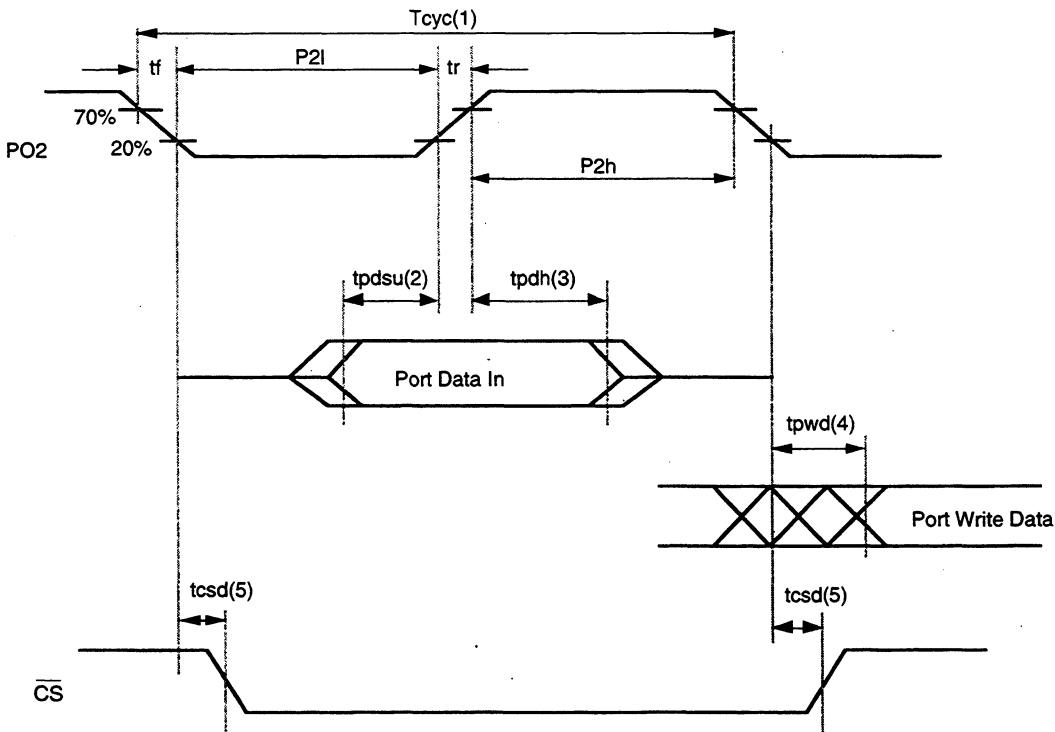 Tcyc(1)
tf
P2l
tr
70%
20%
PO2
P2h
tpdsu(2)
tpdh(3)
Port Data In
tpwd(4)
Port Write Data
tcsd(5)
tcsd(5)
CS